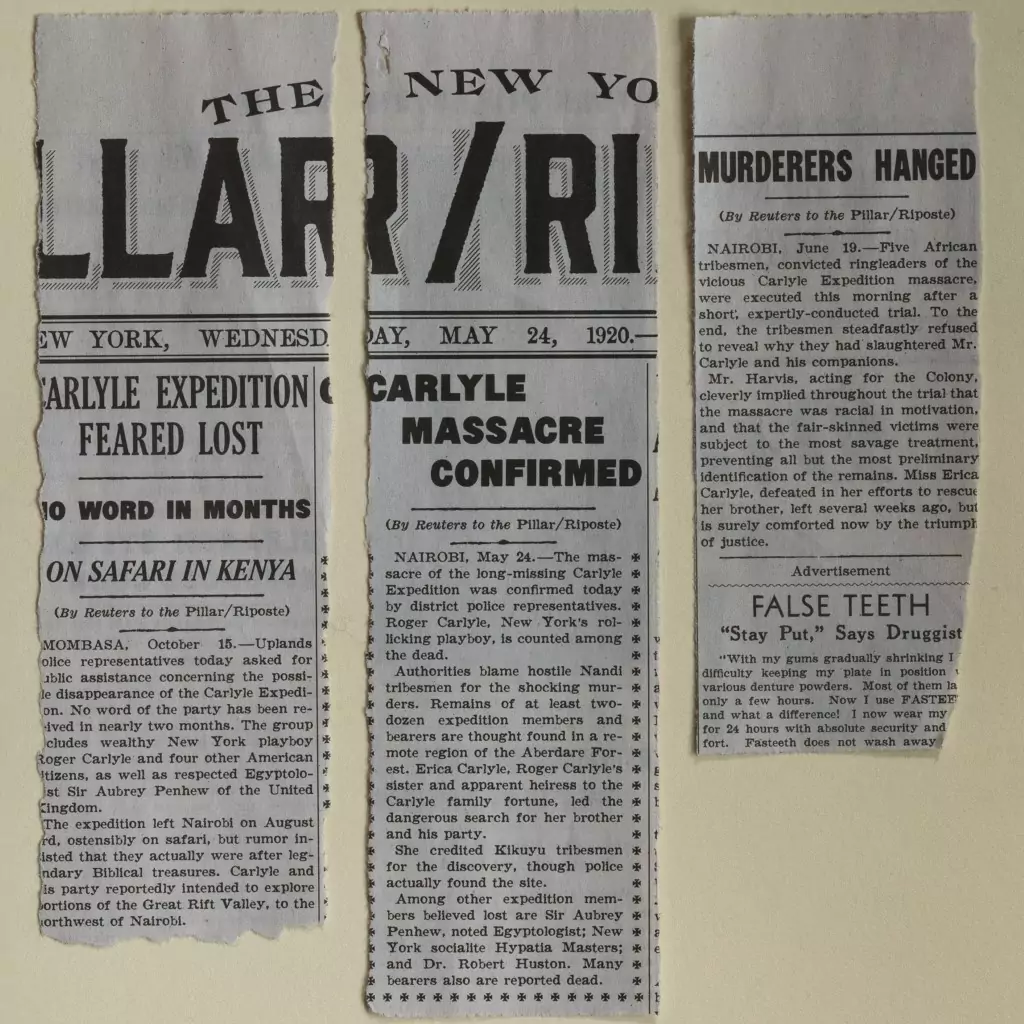 THE
LLAR
EW YORK, WEDNESD
CARLYLE EXPEDITION
FEARED LOST
NO WORD IN MONTHS
ON SAFARI IN KENYA
(By Reuters to the Pillar/Riposte)
MOMBASA, October 15.—Uplands
olice representatives today asked for
ublic assistance concerning the possi-
le disappearance of the Carlyle Expedi-
on. No word of the party has been re-
ived in nearly two months. The group
cludes wealthy New York playboy
Roger Carlyle and four other American
itizens, as well as respected Egyptolo-
ist Sir Aubrey Penhew of the United
Kingdom.
The expedition left Nairobi on August
rd, ostensibly on safari, but rumor in-
isted that they actually were after leg-
ndary Biblical treasures. Carlyle and
is party reportedly intended to explore
ortions of the Great Rift Valley, to the
orthwest of Nairobi.
E NEW YO
R/RI
DAY, MAY 24, 1920.—
CARLYLE
MASSACRE
CONFIRMED
(By Reuters to the Pillar/Riposte)
NAIROBI, May 24.—The mas-
sacre of the long-missing Carlyle
Expedition was confirmed today
by district police representatives.
Roger Carlyle, New York's rol-
licking playboy, is counted among
the dead.
Authorities blame hostile Nandi
tribesmen for the shocking mur-
ders. Remains of at least two-
dozen expedition members and
bearers are thought found in a re-
mote region of the Aberdare For-
est. Erica Carlyle, Roger Carlyle's
sister and apparent heiress to the
Carlyle family fortune, led the
dangerous search for her brother
and his party.
She credited Kikuyu tribesmen
for the discovery, though police
actually found the site.
Among other expedition mem-
bers believed lost are Sir Aubrey
Penhew, noted Egyptologist; New
York socialite Hypatia Masters;
and Dr. Robert Huston. Many
bearers also are reported dead.
MURDERERS HANGED
(By Reuters to the Pillar/Riposte)
NAIROBI, June 19.—Five African
tribesmen, convicted ringleaders of the
vicious Carlyle Expedition massacre,
were executed this morning after a
short, expertly-conducted trial. To the
end, the tribesmen steadfastly refused
to reveal why they had slaughtered Mr.
Carlyle and his companions.
Mr. Harvis, acting for the Colony,
cleverly implied throughout the trial that
the massacre was racial in motivation,
and that the fair-skinned victims were
subject to the most savage treatment,
preventing all but the most preliminary
identification of the remains. Miss Erica
Carlyle, defeated in her efforts to rescue
her brother, left several weeks ago, but
is surely comforted now by the triumph
of justice.
Advertisement
FALSE TEETH
"Stay Put," Says Druggist
"With my gums gradually shrinking I
difficulty keeping my plate in position
various denture powders. Most of them la
only a few hours. Now I use FASTEE
and what a difference! I now wear my
for 24 hours with absolute security and
fort. Fasteeth does not wash away